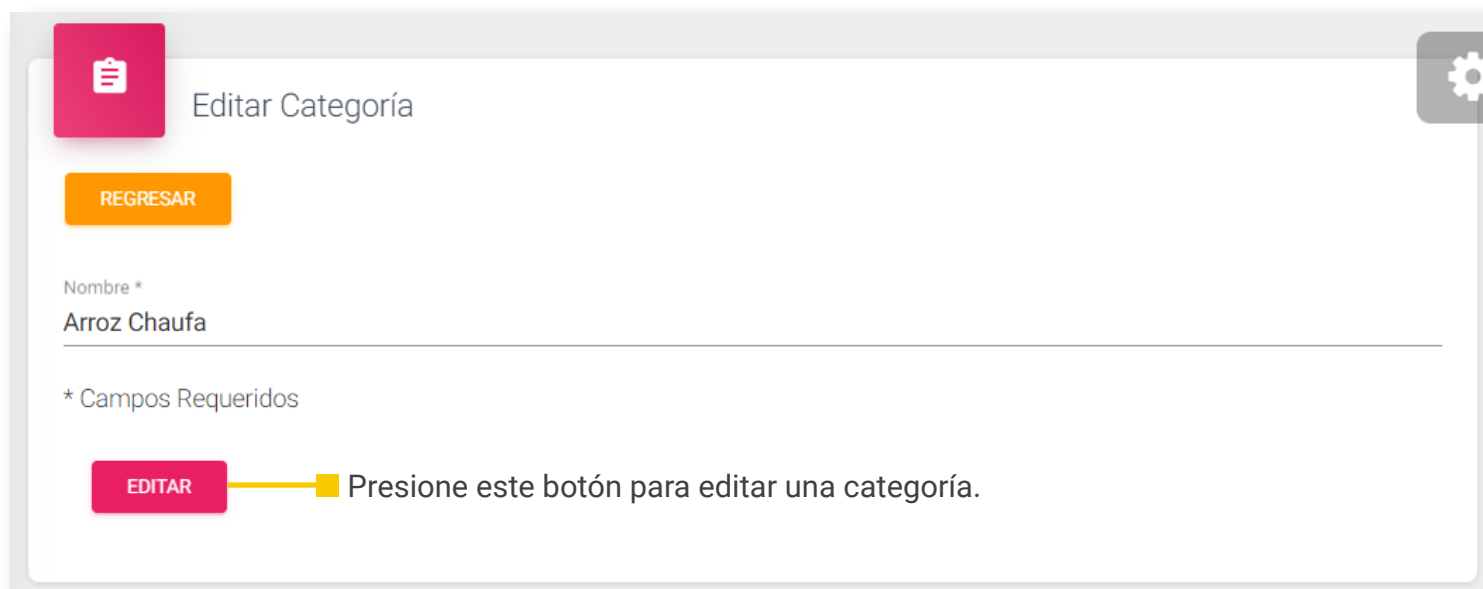 Editar Categoría
REGRESAR
Nombre *
Arroz Chaufa
* Campos Requeridos
EDITAR Presione este botón para editar una categoría.